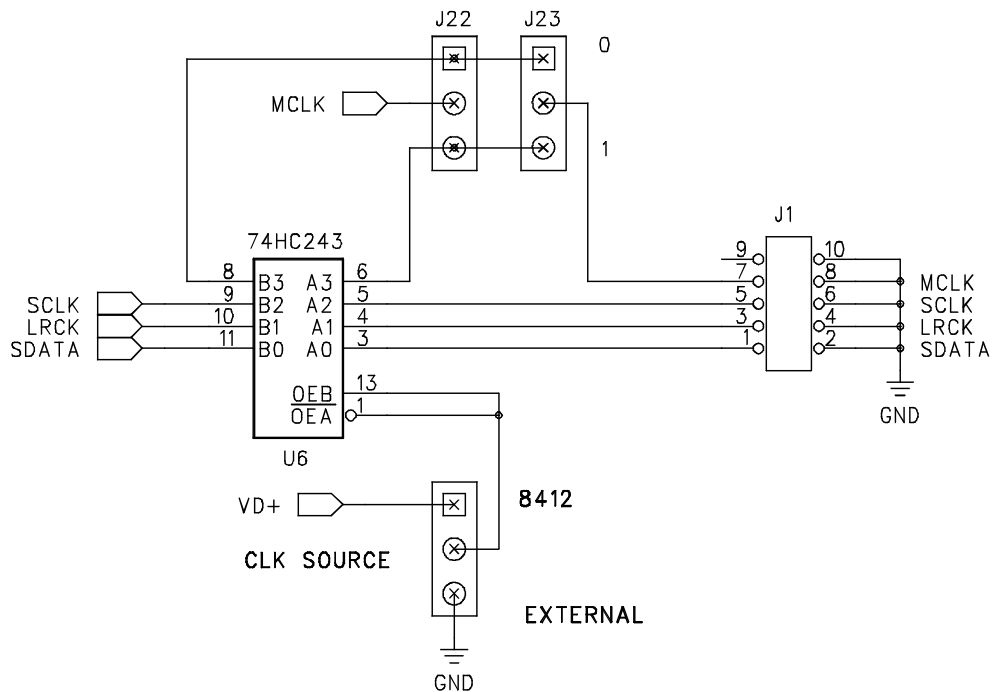 J22 J23
0
MCLK
1
J1
74HC243
9 10
8 B3 A3 6 7 8 MCLK
SCLK 9 B2 A2 5 5 6 SCLK
LRCK 10 B1 A1 4 3 4 LRCK
SDATA 11 B0 A0 3 1 2 SDATA
OEB 13
OEA 1
GND
U6
VD+
8412
CLK SOURCE
EXTERNAL
GND